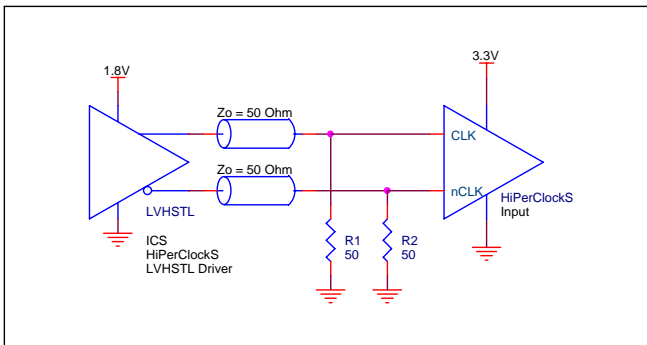 1.8V
3.3V
Zo = 50 Ohm
CLK
Zo = 50 Ohm
nCLK
LVHSTL
HiPerClockS
Input
ICS
HiPerClockS
LVHSTL Driver
R1
50
R2
50